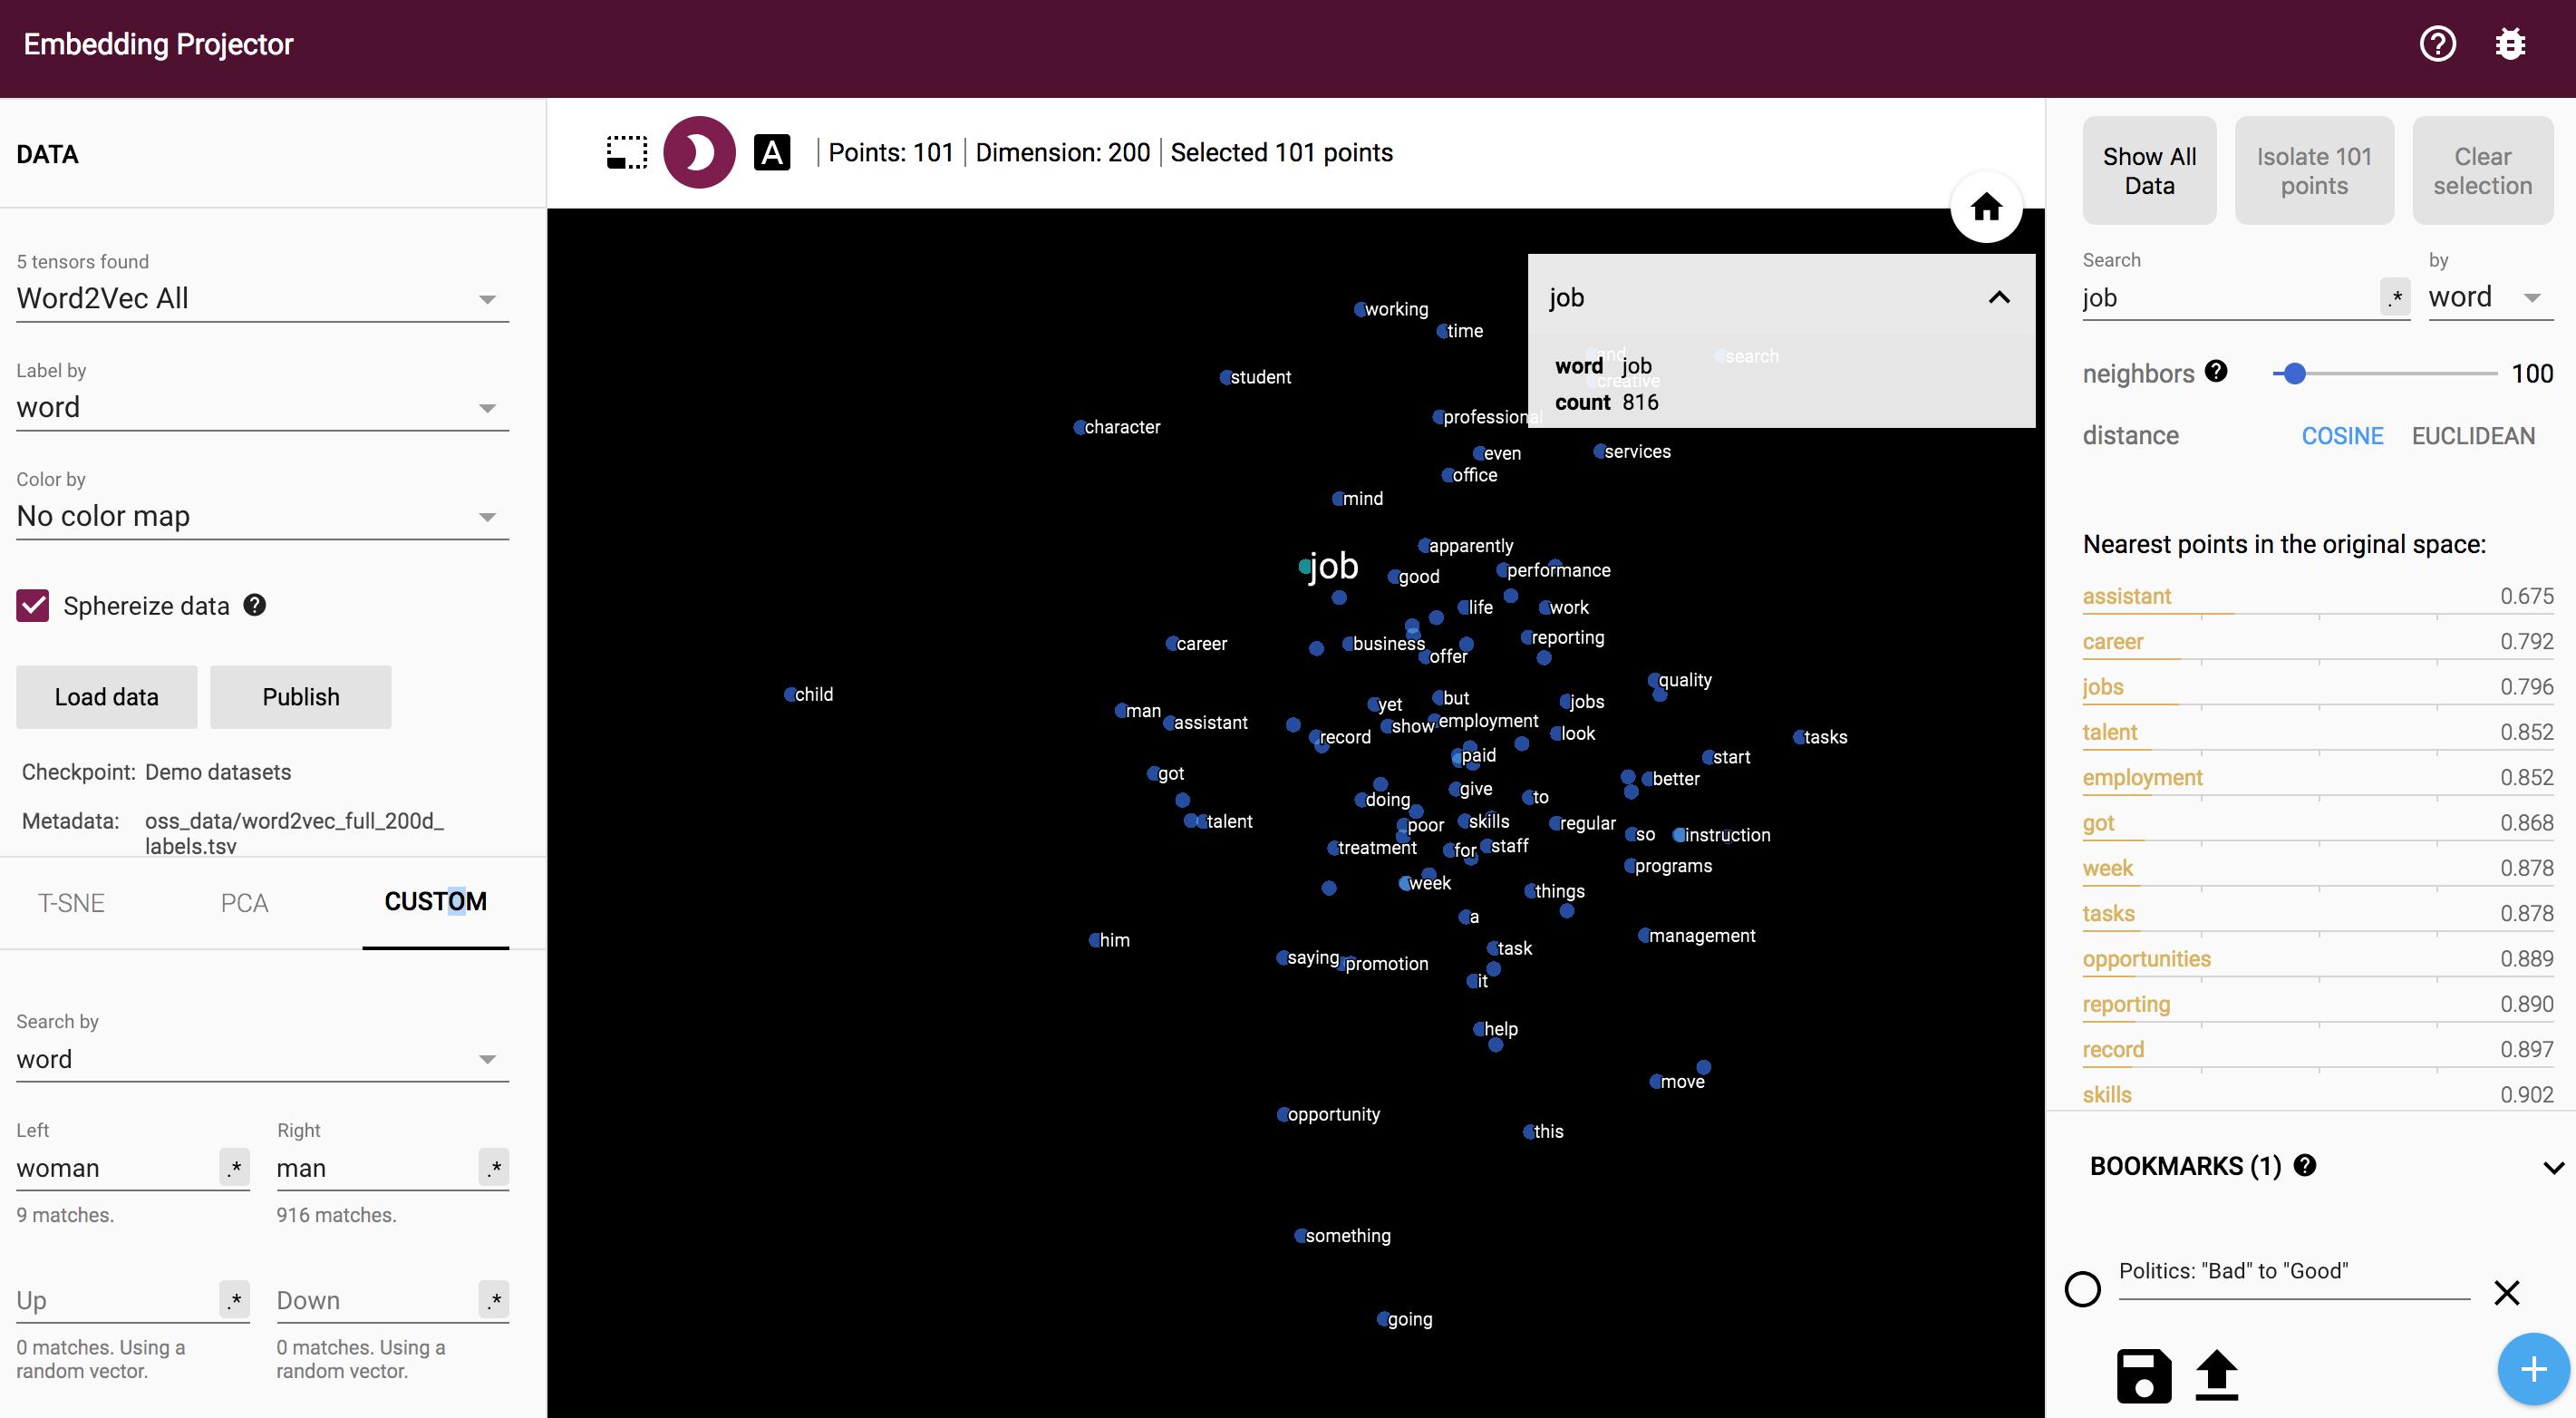 Embedding Projector
DATA
5 tensors found
Word2Vec All
Label by
word
Color by
No color map
Sphereize data
Load data
Publish
Checkpoint: Demo datasets
Metadata: oss_data/word2vec_full_200d_
labels.tsv
T-SNE
PCA
CUSTOM
Search by
word
Left
Right
woman .*
man .*
9 matches.
916 matches.
Up .*
Down .*
0 matches. Using a
random vector.
0 matches. Using a
random vector.
A
Points: 101
Dimension: 200
Selected 101 points
job
word job
count 816
and
creative
search
working
time
student
professional
character
even
services
office
mind
apparently
job
good
performance
life
work
career
business
reporting
offer
quality
child
man
assistant
yet
but
jobs
show
employment
record
look
tasks
paid
start
got
better
doing
give
to
talent
poor
skills
regular
so
instruction
treatment
for
staff
programs
week
things
a
him
management
saying
promotion
task
it
help
move
opportunity
this
something
going
Show All
Data
Isolate 101
points
Clear
selection
Search
by
job .*
word
neighbors
100
distance
COSINE
EUCLIDEAN
Nearest points in the original space:
assistant 0.675
career 0.792
jobs 0.796
talent 0.852
employment 0.852
got 0.868
week 0.878
tasks 0.878
opportunities 0.889
reporting 0.890
record 0.897
skills 0.902
BOOKMARKS (1)
Politics: "Bad" to "Good"